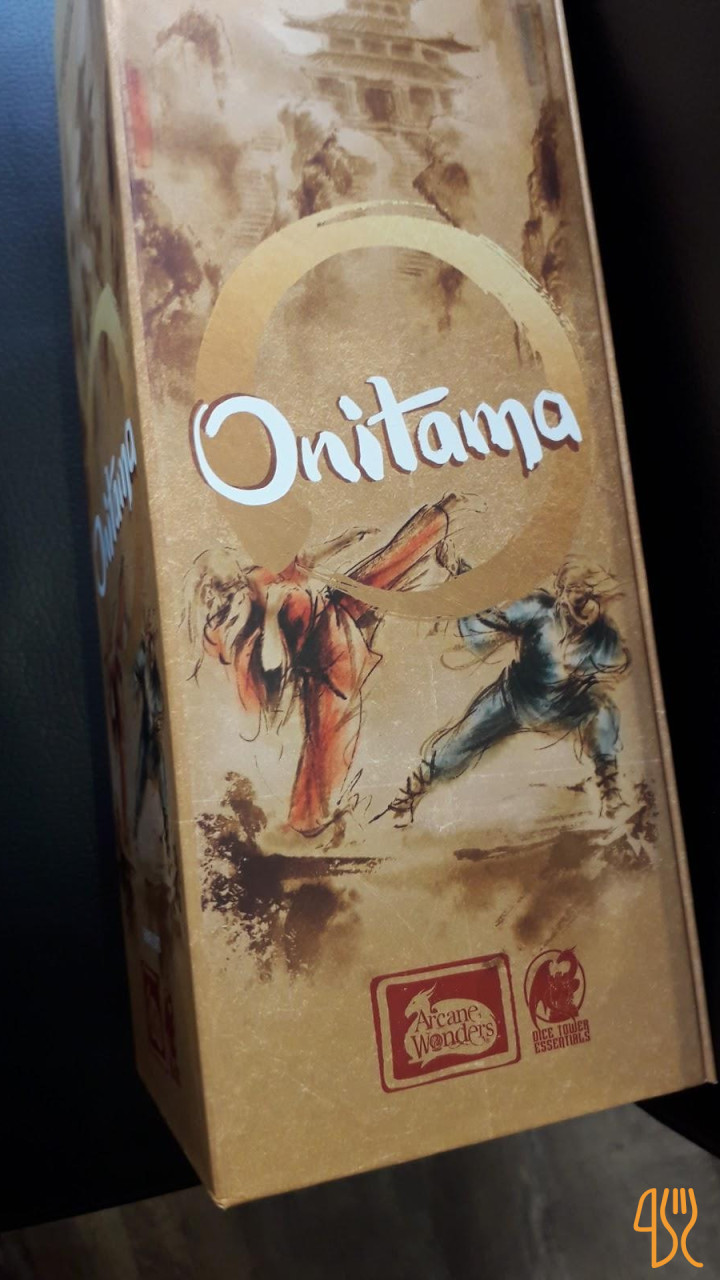 Onitama
Onitama
Arcane
Wonders
DICE TOWER
ESSENTIALS